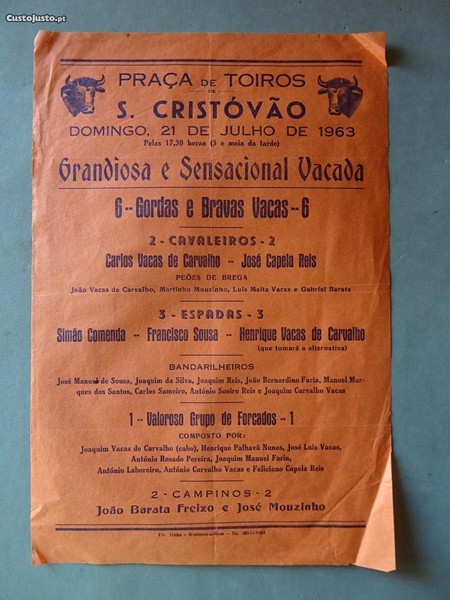 CustoJusto.pt
PRAÇA DE TOIROS
DE
S. CRISTÓVÃO
DOMINGO, 21 DE JULHO DE 1963
Pelas 17,30 horas (5 e meia da tarde)
Grandiosa e Sensacional Vacada
6 -- Gordas e Bravas Vacas -- 6
2 - CAVALEIROS - 2
Carlos Vacas de Carvalho -- José Capela Reis
PEÕES DE BREGA
João Vacas de Carvalho, Martinho Mouzinho, Luís Malta Vacas e Gabriel Barata
3 - ESPADAS - 3
Simão Comenda -- Francisco Sousa -- Henrique Vacas de Carvalho
(que tomará a alternativa)
BANDARILHEIROS
José Manuel de Sousa, Joaquim da Silva, Joaquim Reis, João Bernardino Faria, Manuel Mar-
ques dos Santos, Carlos Sameiro, António Soeiro Reis e Joaquim Carvalho Vacas
1 -- Valoroso Grupo de Forcados -- 1
COMPOSTO POR:
Joaquim Vacas de Carvalho (cabo), Henrique Palhavã Nunes, José Luís Vacas,
António Rosado Pereira, Joaquim Manuel Faria,
António Labureiro, António Carvalho Vacas e Feliciano Capela Reis
2 - CAMPINOS - 2
João Barata Freixo e José Mouzinho